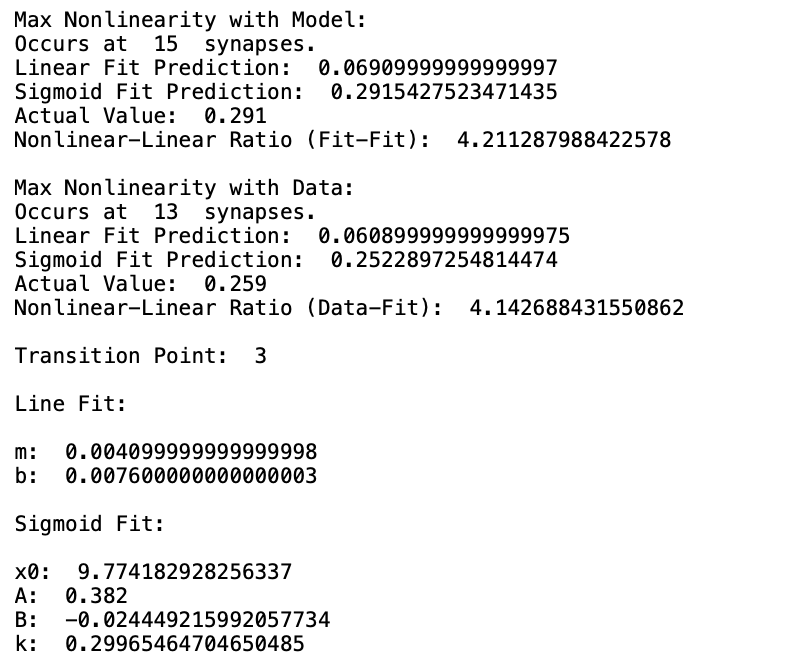 Max Nonlinearity with Model:
Occurs at  15  synapses.
Linear Fit Prediction:  0.06909999999999997
Sigmoid Fit Prediction:  0.2915427523471435
Actual Value:  0.291
Nonlinear-Linear Ratio (Fit-Fit):  4.211287988422578
Max Nonlinearity with Data:
Occurs at  13  synapses.
Linear Fit Prediction:  0.060899999999999975
Sigmoid Fit Prediction:  0.2522897254814474
Actual Value:  0.259
Nonlinear-Linear Ratio (Data-Fit):  4.142688431550862
Transition Point:  3
Line Fit:
m:  0.004099999999999998
b:  0.007600000000000003
Sigmoid Fit:
x0:  9.774182928256337
A:  0.382
B:  -0.024449215992057734
k:  0.29965464704650485